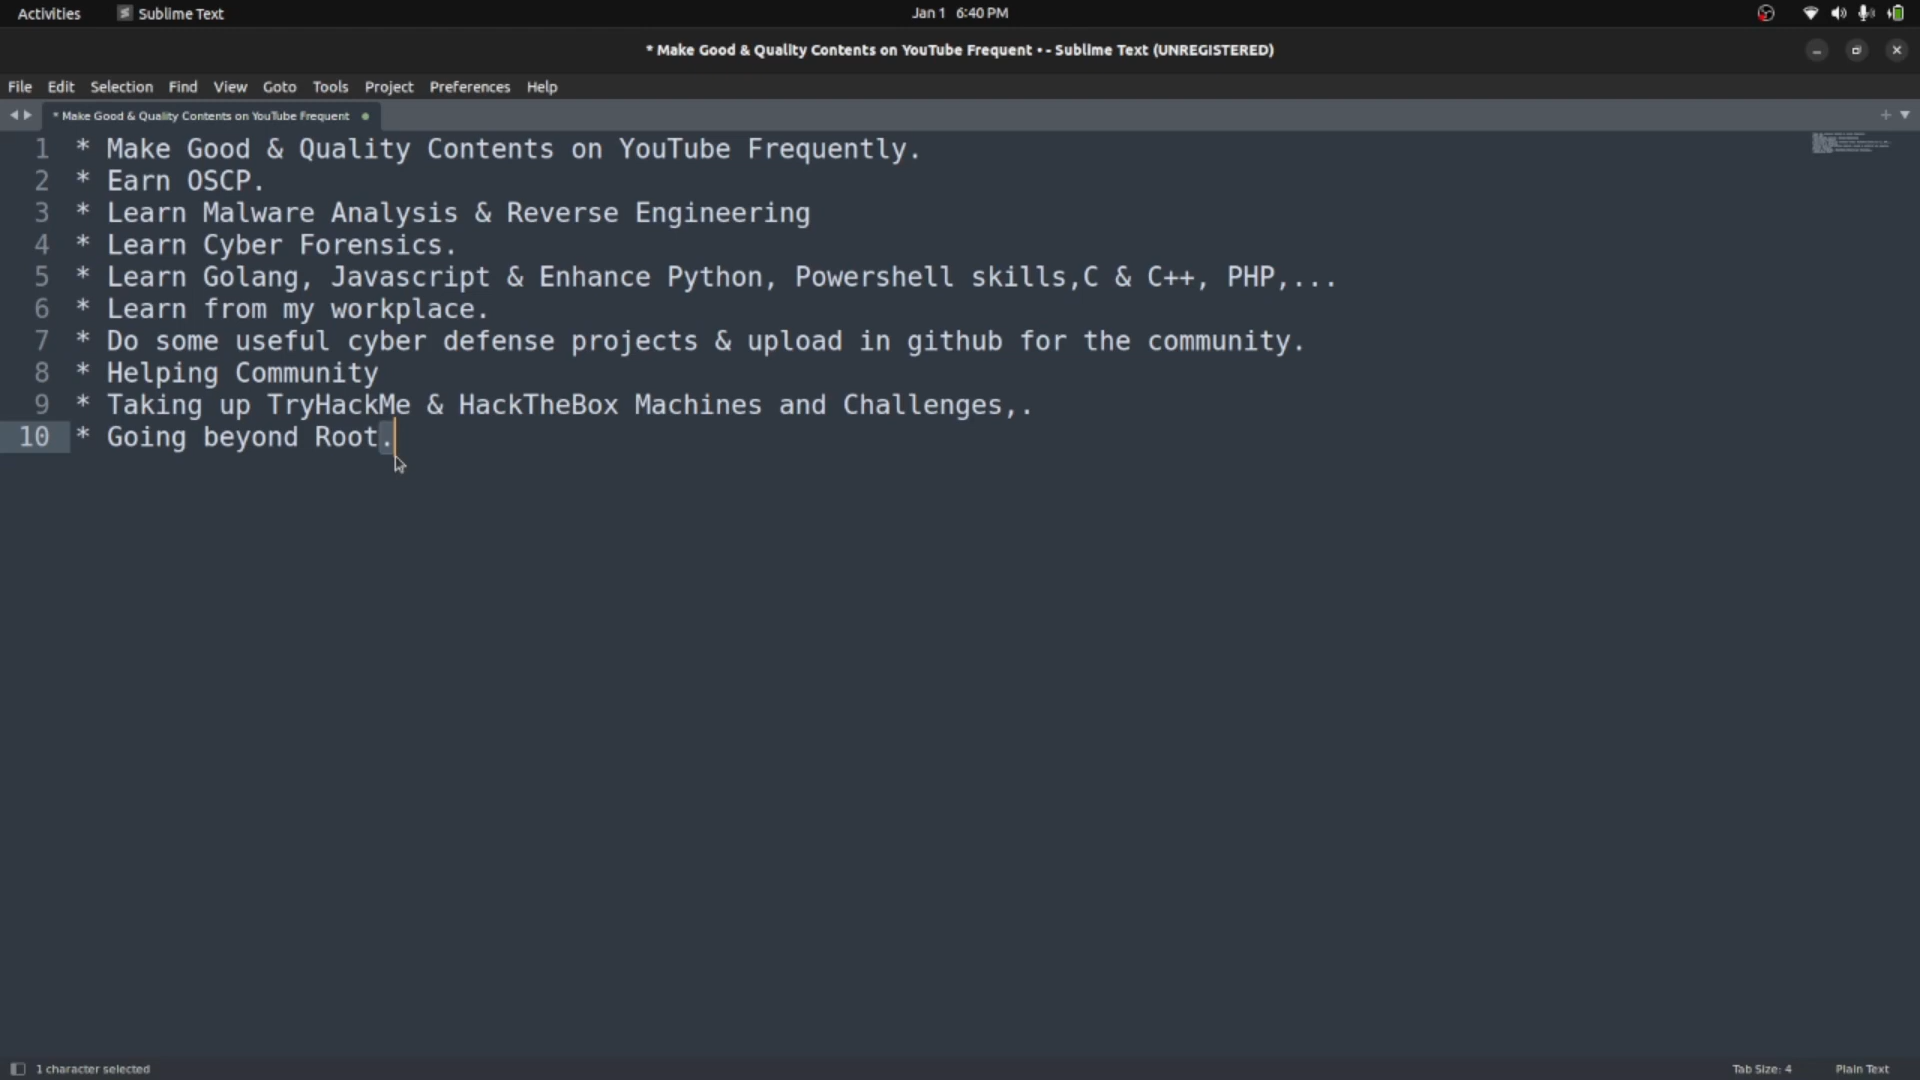 Activities Sublime Text Jan 1 6:40 PM
* Make Good & Quality Contents on YouTube Frequent • - Sublime Text (UNREGISTERED)
File Edit Selection Find View Goto Tools Project Preferences Help
* Make Good & Quality Contents on YouTube Frequent
1 * Make Good & Quality Contents on YouTube Frequently.
2 * Earn OSCP.
3 * Learn Malware Analysis & Reverse Engineering
4 * Learn Cyber Forensics.
5 * Learn Golang, Javascript & Enhance Python, Powershell skills,C & C++, PHP,...
6 * Learn from my workplace.
7 * Do some useful cyber defense projects & upload in github for the community.
8 * Helping Community
9 * Taking up TryHackMe & HackTheBox Machines and Challenges,.
10 * Going beyond Root.
1 character selected Tab Size: 4 Plain Text